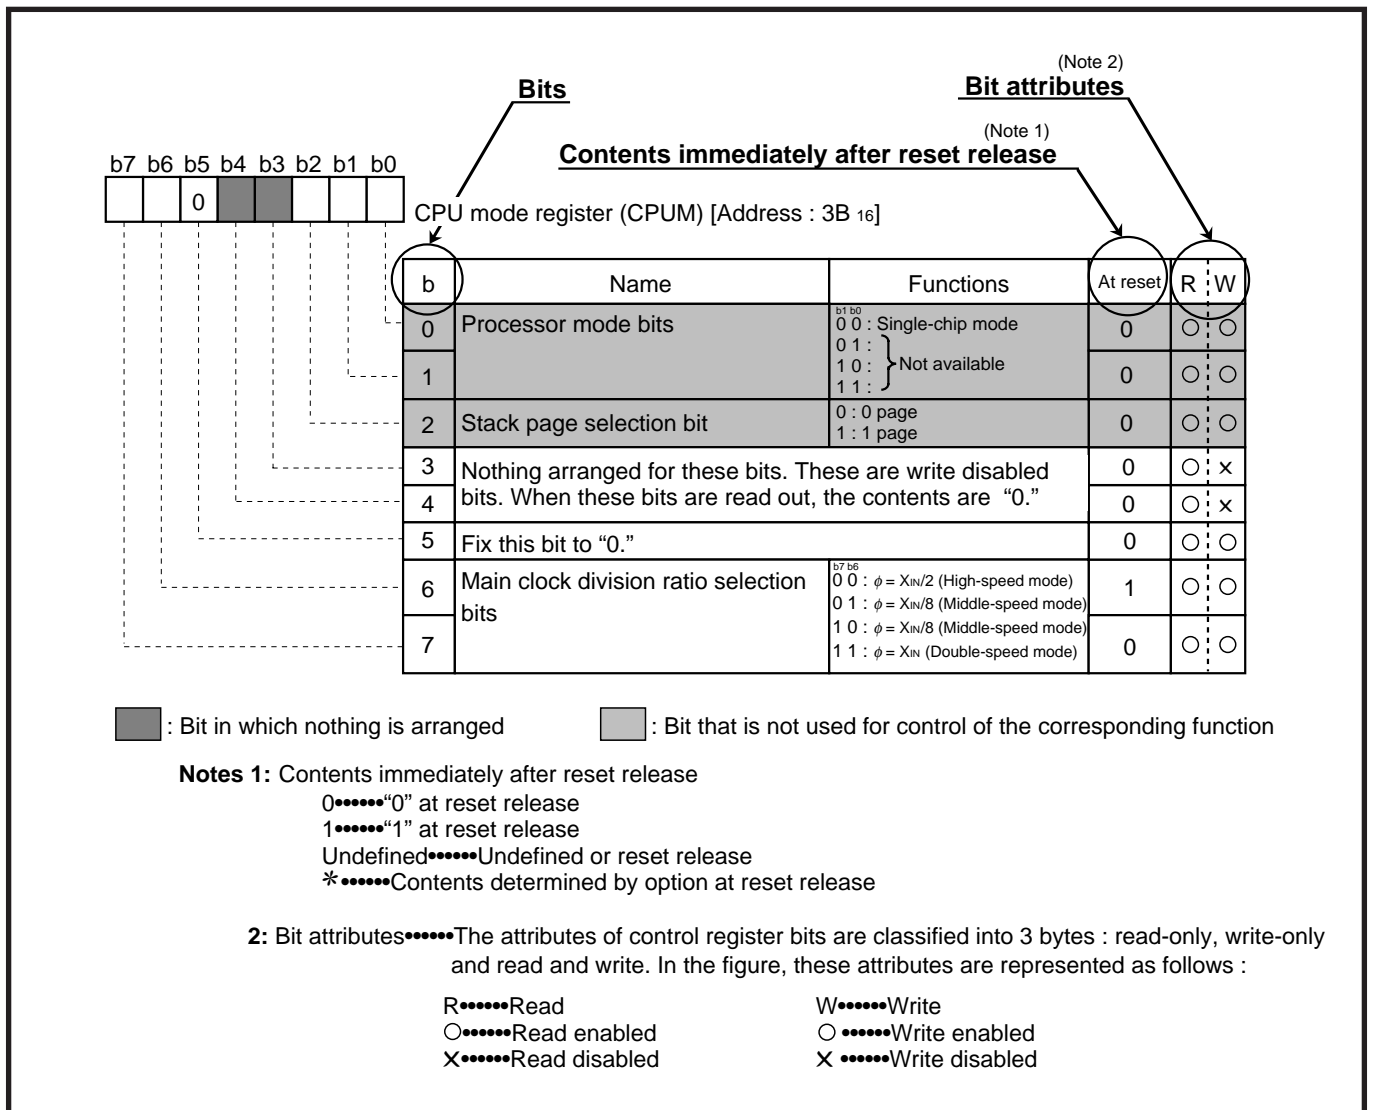 (Note 2)
Bits
Bit attributes
(Note 1)
Contents immediately after reset release
b7 b6 b5 b4 b3 b2 b1 b0
0
CPU mode register (CPUM) [Address : 3B 16]
b Name Functions At reset R W
0 Processor mode bits
b1 b0
0 0 : Single-chip mode
0 1 :
1 0 : Not available
1 1 :
0
1 0
2 Stack page selection bit
0 : 0 page
1 : 1 page
0
3 Nothing arranged for these bits. These are write disabled 0 ○ ×
4 bits. When these bits are read out, the contents are “0.” 0 ○ ×
5 Fix this bit to “0.” 0 ○ ○
6 Main clock division ratio selection
bits
b7 b6
0 0 : ϕ = XIN/2 (High-speed mode)
0 1 : ϕ = XIN/8 (Middle-speed mode)
1 0 : ϕ = XIN/8 (Middle-speed mode)
1 1 : ϕ = XIN (Double-speed mode)
1 ○ ○
7 0 ○ ○
: Bit in which nothing is arranged
: Bit that is not used for control of the corresponding function
Notes 1: Contents immediately after reset release
0••••••“0” at reset release
1••••••“1” at reset release
Undefined••••••Undefined or reset release
*••••••Contents determined by option at reset release
2: Bit attributes••••••The attributes of control register bits are classified into 3 bytes : read-only, write-only
and read and write. In the figure, these attributes are represented as follows :
R••••••Read W••••••Write
○••••••Read enabled ○ ••••••Write enabled
×••••••Read disabled × ••••••Write disabled